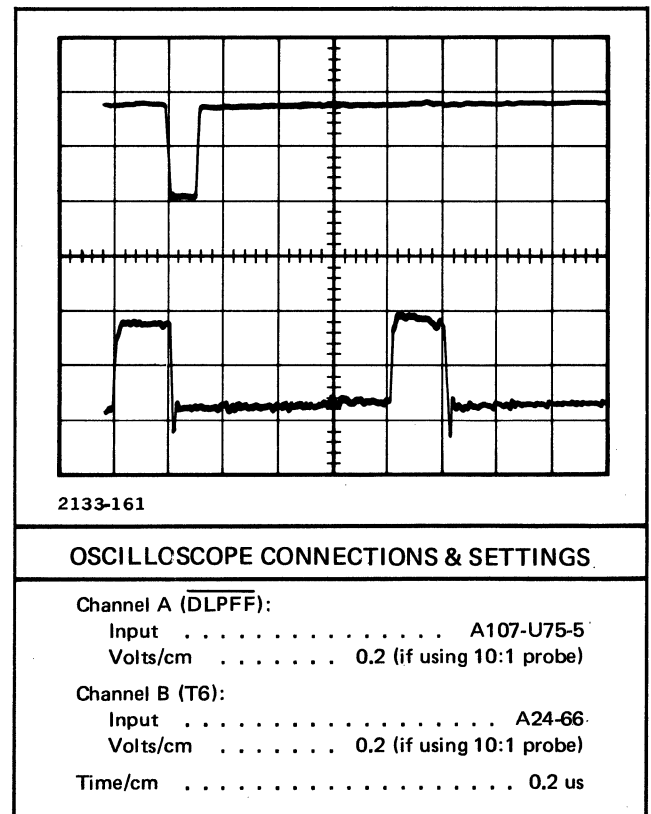 2133-161
OSCILLOSCOPE CONNECTIONS & SETTINGS
Channel A (D̅L̅P̅F̅F̅):
Input . . . . . . . . . . . . . . . . A107-U75-5
Volts/cm . . . . . . . 0.2 (if using 10:1 probe)
Channel B (T6):
Input . . . . . . . . . . . . . . . . . . . A24-66
Volts/cm . . . . . . . 0.2 (if using 10:1 probe)
Time/cm . . . . . . . . . . . . . . . . . . . . 0.2 us